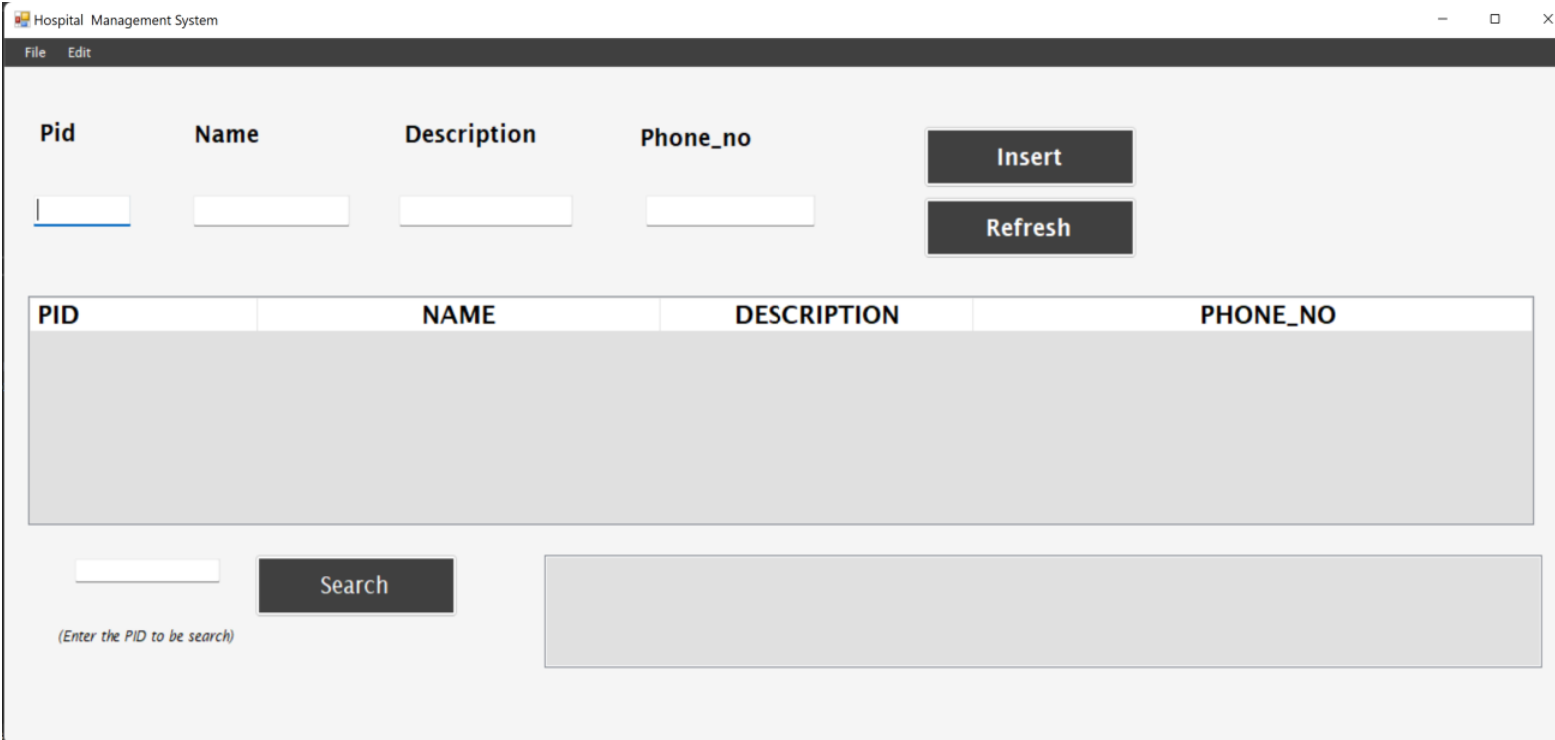 Hospital Management System
File Edit
Pid Name Description Phone_no
Insert
Refresh
PID NAME DESCRIPTION PHONE_NO
Search
(Enter the PID to be search)